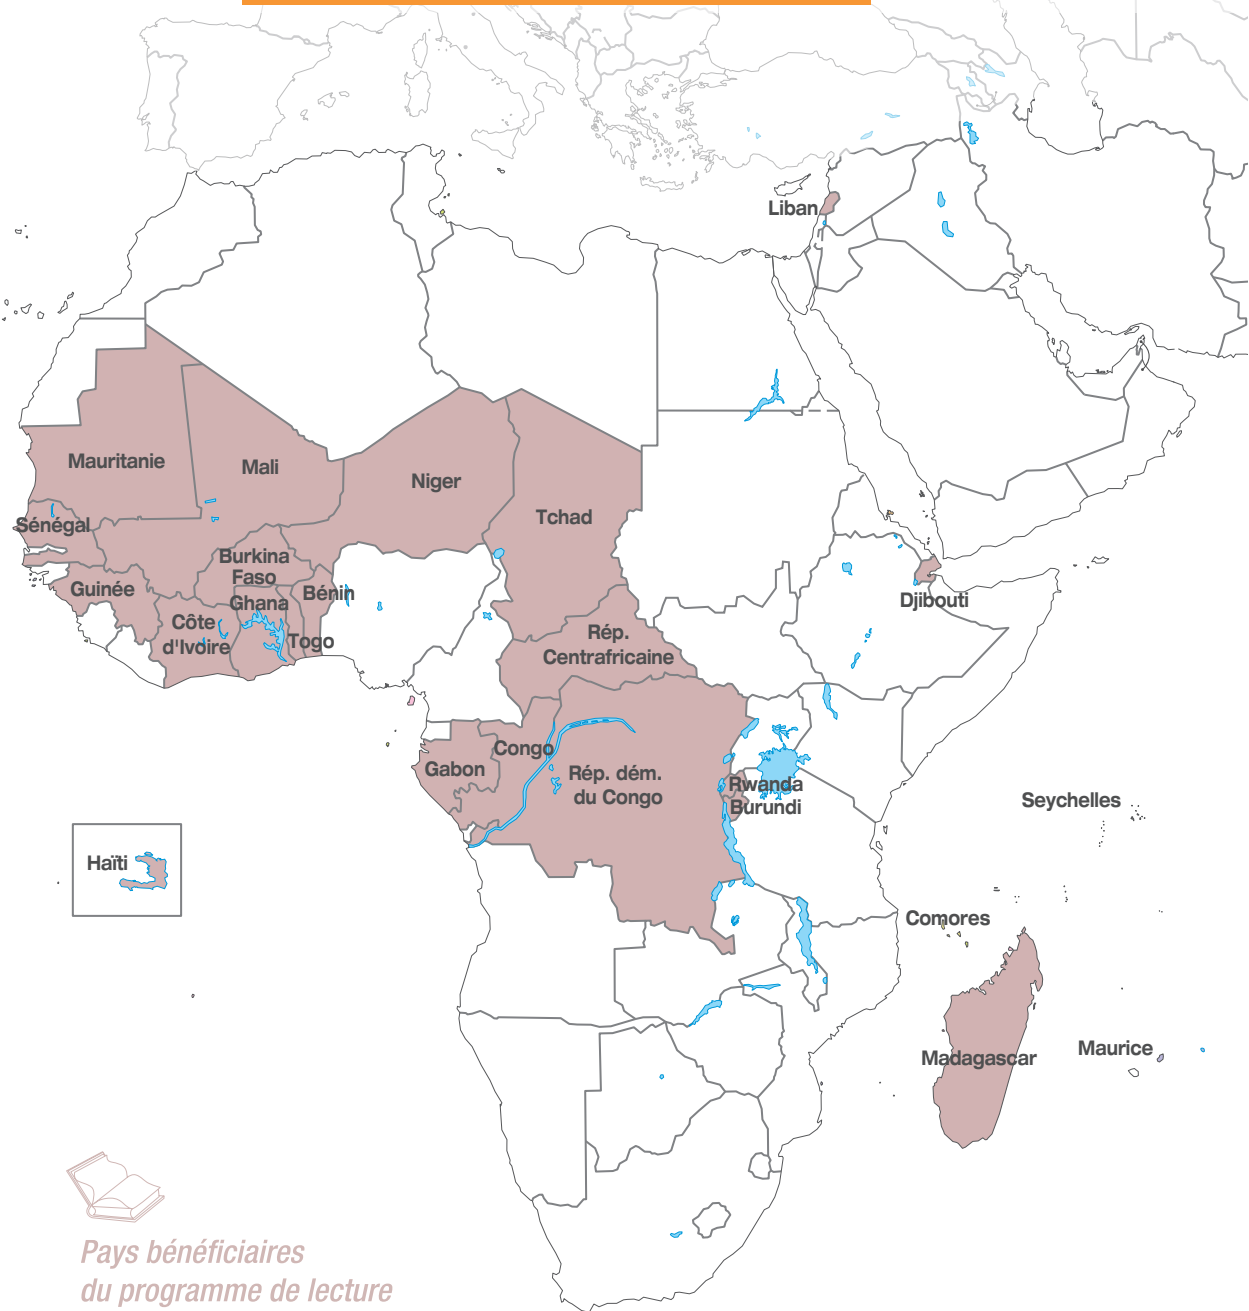 Liban
Mauritanie
Mali
Niger
Tchad
Sénégal
Burkina
Faso
Guinée
Bénin
Ghana
Djibouti
Côte
d'Ivoire
Togo
Rép.
Centrafricaine
Congo
Gabon
Rép. dém.
du Congo
Rwanda
Burundi
Seychelles
Haïti
Comores
Madagascar
Maurice
Pays bénéficiaires
du programme de lecture